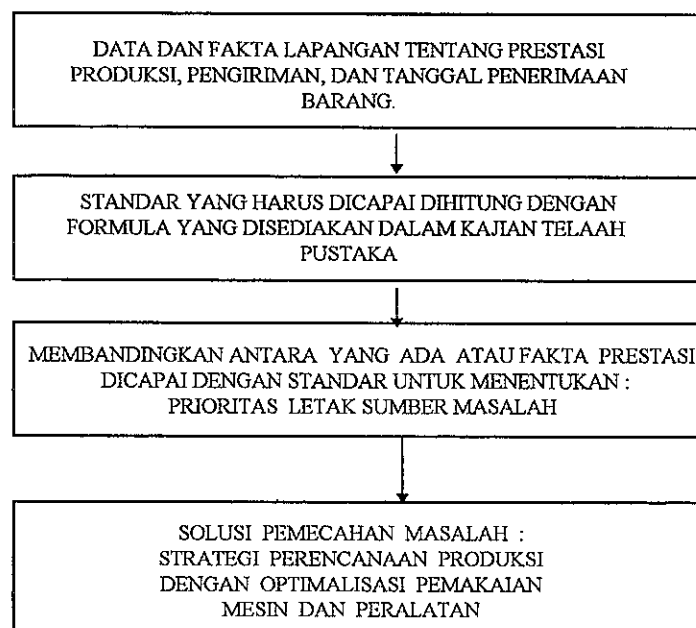 DATA DAN FAKTA LAPANGAN TENTANG PRESTASI
PRODUKSI, PENGIRIMAN, DAN TANGGAL PENERIMAAN
BARANG.
STANDAR YANG HARUS DICAPAI DIHITUNG DENGAN
FORMULA YANG DISEDIAKAN DALAM KAJIAN TELAAH
PUSTAKA
MEMBANDINGKAN ANTARA YANG ADA ATAU FAKTA PRESTASI
DICAPAI DENGAN STANDAR UNTUK MENENTUKAN :
PRIORITAS LETAK SUMBER MASALAH
SOLUSI PEMECAHAN MASALAH :
STRATEGI PERENCANAAN PRODUKSI
DENGAN OPTIMALISASI PEMAKAIAN
MESIN DAN PERALATAN